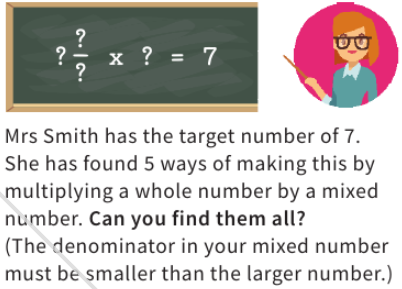 ? ?/? x ? = 7
Mrs Smith has the target number of 7.
She has found 5 ways of making this by
multiplying a whole number by a mixed
number. Can you find them all?
(The denominator in your mixed number
must be smaller than the larger number.)